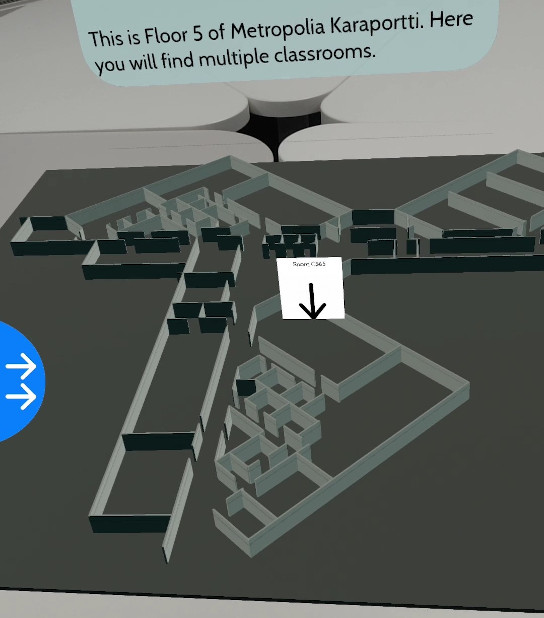 This is Floor 5 of Metropolia Karaportti. Here
you will find multiple classrooms.